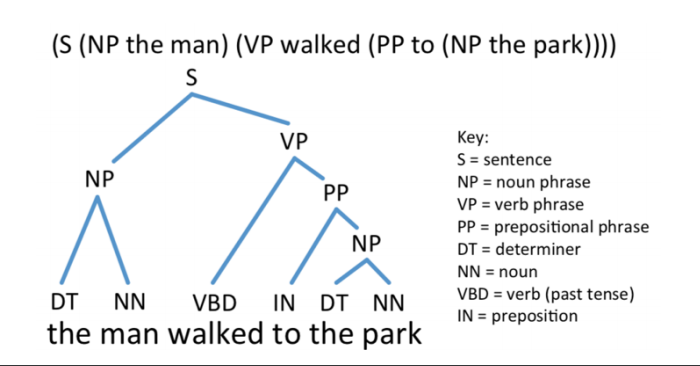 (S (NP the man) (VP walked (PP to (NP the park))))
S
VP
NP
PP
NP
DT NN VBD IN DT NN
the man walked to the park
Key:
S = sentence
NP = noun phrase
VP = verb phrase
PP = prepositional phrase
DT = determiner
NN = noun
VBD = verb (past tense)
IN = preposition